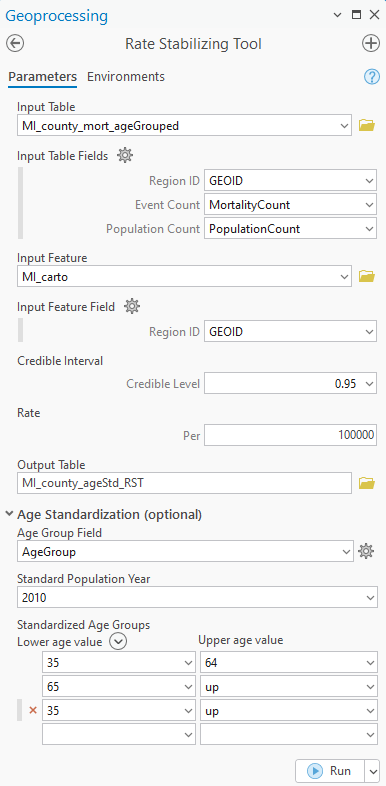 Geoprocessing
Rate Stabilizing Tool
Parameters Environments
?
Input Table
MI_county_mort_ageGrouped
Input Table Fields
Region ID GEOID
Event Count MortalityCount
Population Count PopulationCount
Input Feature
MI_carto
Input Feature Field
Region ID GEOID
Credible Interval
Credible Level 0.95
Rate
Per 100000
Output Table
MI_county_ageStd_RST
Age Standardization (optional)
Age Group Field
AgeGroup
Standard Population Year
2010
Standardized Age Groups
Lower age value Upper age value
35 64
65 up
35 up
Run